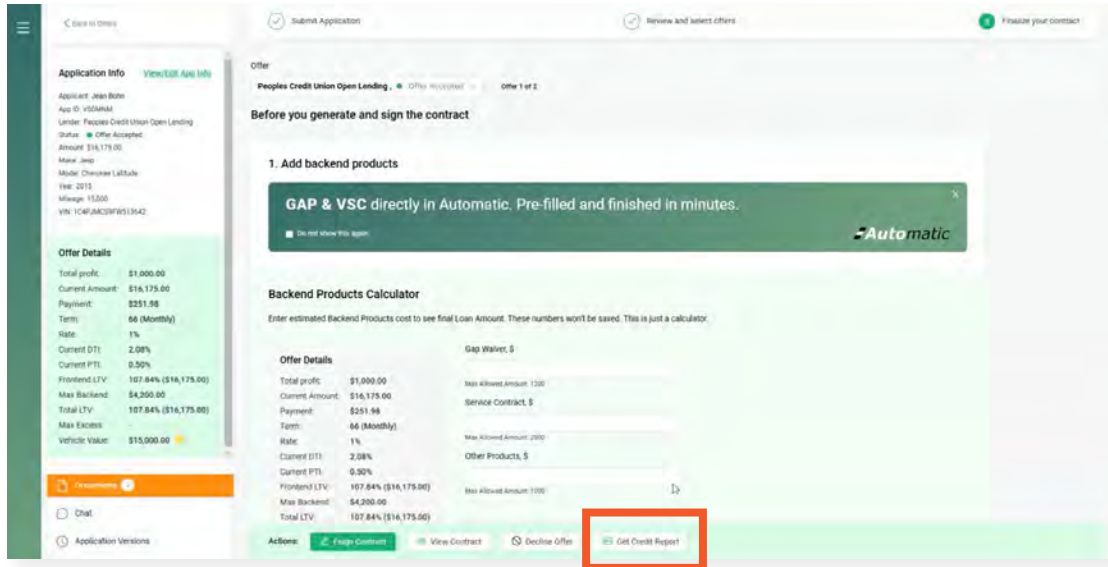 Back to Offers
Submit Application
Review and select offers
Finalize your contract
Application Info View/Edit App Info
Applicant: Jean Bohn
App ID:
Lender: Peoples Credit Union Open Lending
Status: Offer Accepted
Amount: $16,175.00
Make: Jeep
Model: Cherokee Latitude
Year: 2015
Mileage: 15,000
VIN:
Offer Details
Total profit: $1,000.00
Current Amount: $16,175.00
Payment: $251.98
Term: 66 (Monthly)
Rate: 1%
Current DTI: 2.08%
Current PTI: 0.50%
Frontend LTV: 107.84% ($16,175.00)
Max Backend: $4,200.00
Total LTV: 107.84% ($16,175.00)
Max Excess: -
Vehicle Value: $15,000.00
Documents
Chat
Application Versions
Offer
Peoples Credit Union Open Lending, Offer Accepted Offer 1 of 2
Before you generate and sign the contract
1. Add backend products
GAP & VSC directly in Automatic. Pre-filled and finished in minutes.
Do not show this again
Automatic
Backend Products Calculator
Enter estimated Backend Products cost to see final Loan Amount. These numbers won't be saved. This is just a calculator.
Offer Details
Total profit: $1,000.00
Current Amount: $16,175.00
Payment: $251.98
Term: 66 (Monthly)
Rate: 1%
Current DTI: 2.08%
Current PTI: 0.50%
Frontend LTV: 107.84% ($16,175.00)
Max Backend: $4,200.00
Total LTV: 107.84% ($16,175.00)
Gap Waiver, $
Max Allowed Amount: 1200
Service Contract, $
Max Allowed Amount: 2000
Other Products, $
Max Allowed Amount: 1000
Actions: Esign Contract View Contract Decline Offer Get Credit Report